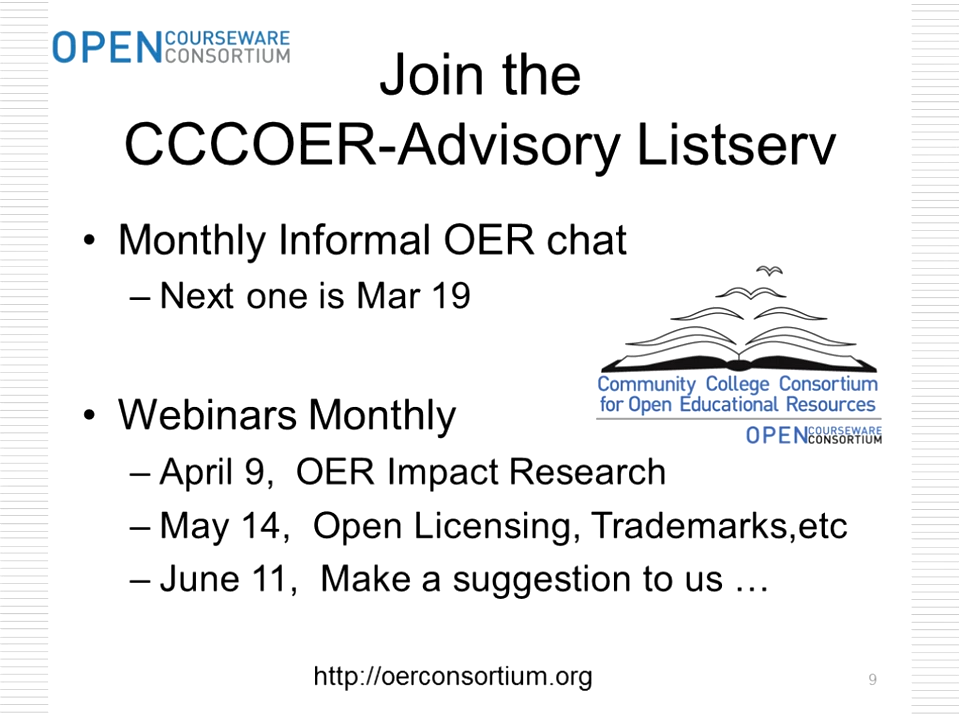 OPEN COURSEWARE CONSORTIUM
Join the
CCCOER-Advisory Listserv
• Monthly Informal OER chat
– Next one is Mar 19
Community College Consortium
for Open Educational Resources
OPEN COURSEWARE CONSORTIUM
• Webinars Monthly
– April 9,  OER Impact Research
– May 14,  Open Licensing, Trademarks,etc
– June 11,  Make a suggestion to us …
http://oerconsortium.org
9